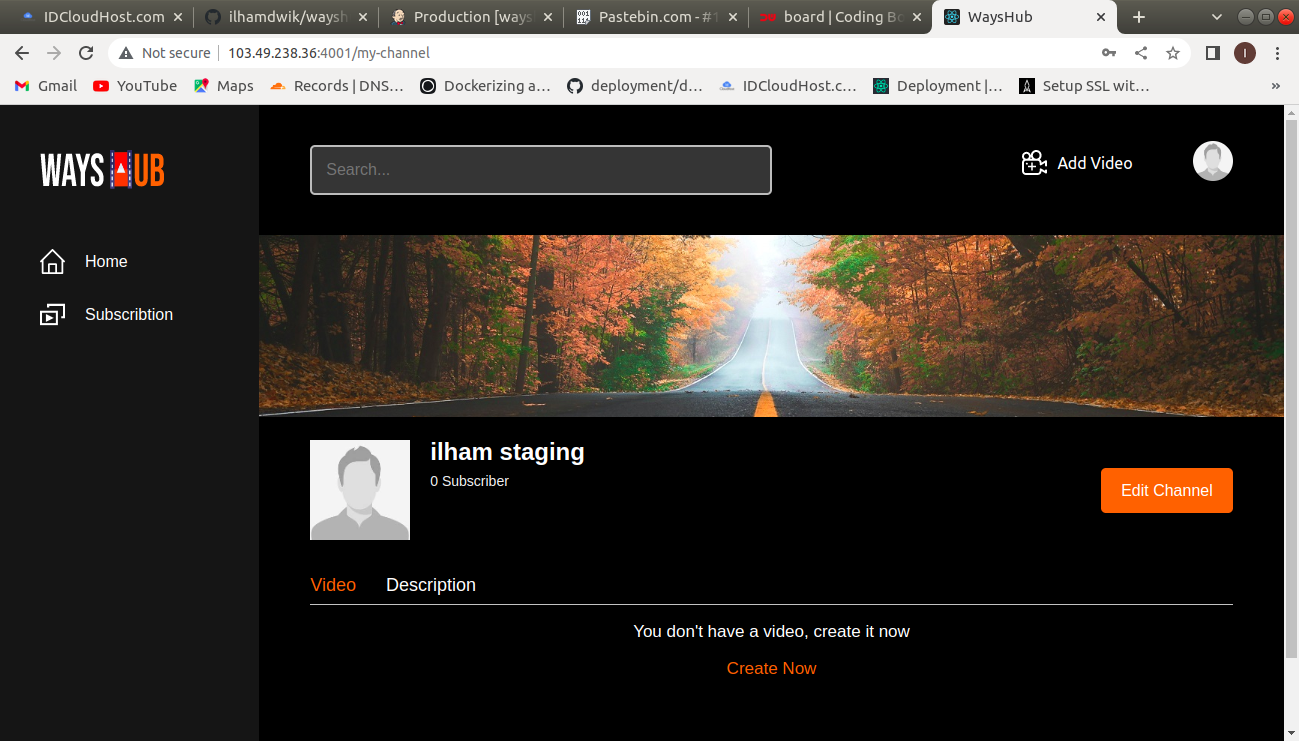 IDCloudHost.com
ilhamdwik/waysh
Production [ways
Pastebin.com - #1
board | Coding Bo
WaysHub
Not secure
103.49.238.36:4001/my-channel
I
Gmail
YouTube
Maps
Records | DNS…
Dockerizing a…
deployment/d…
IDCloudHost.c…
Deployment |…
Setup SSL wit…
»
WAYS UB
Search...
Add Video
Home
Subscribtion
ilham staging
0 Subscriber
Edit Channel
Video
Description
You don't have a video, create it now
Create Now